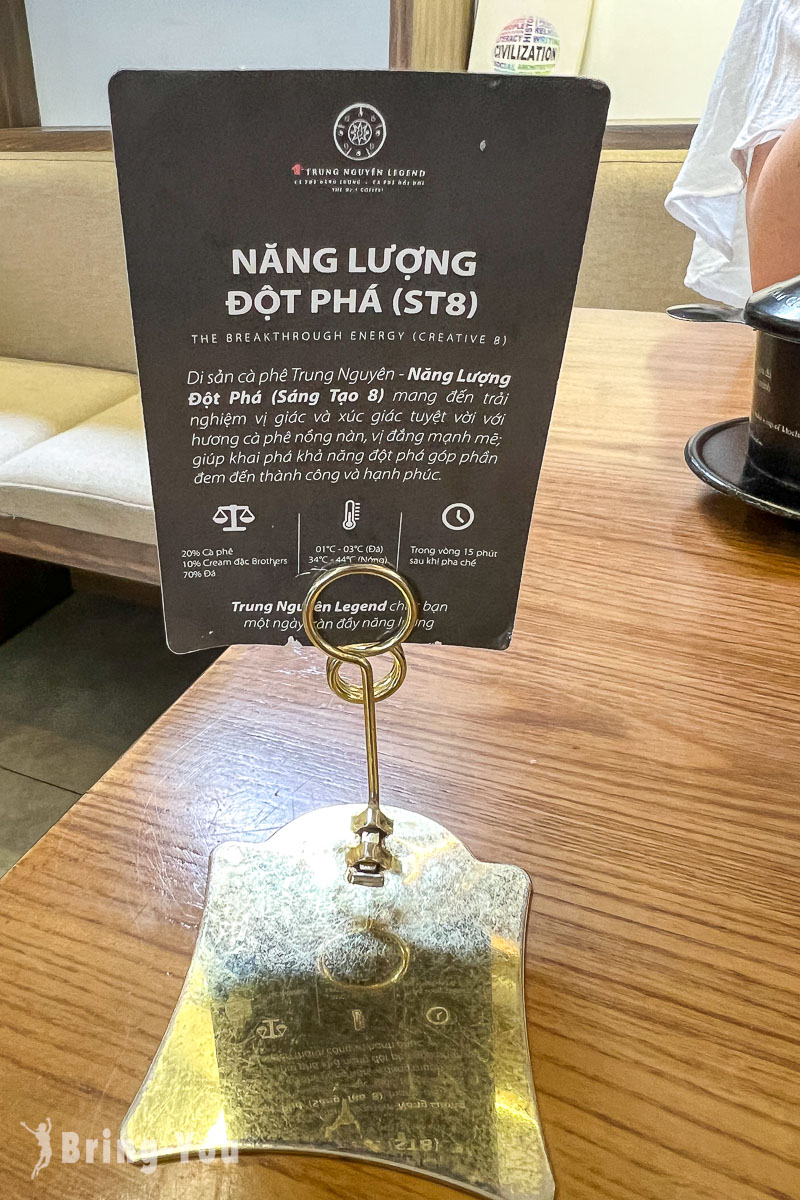 CIVILIZATION
TRUNG NGUYÊN LEGEND
NĂNG LƯỢNG
ĐỘT PHÁ (ST8)
THE BREAKTHROUGH ENERGY (CREATIVE 8)
Di sản cà phê Trung Nguyên - Năng Lượng
Đột Phá (Sáng Tạo 8) mang đến trải
nghiệm vị giác và xúc giác tuyệt vời với
hương cà phê nồng nàn, vị đắng mạnh mẽ;
giúp khai phá khả năng đột phá góp phần
đem đến thành công và hạnh phúc.
20% Cà phê
10% Cream đặc Brothers
70% Đá
01°C - 03°C (Đá)
34°C - 44°C (Nóng)
Trong vòng 15 phút
sau khi pha chế
Trung Nguyên Legend bạn
một ngày tràn đầy năng lượng
Bring You